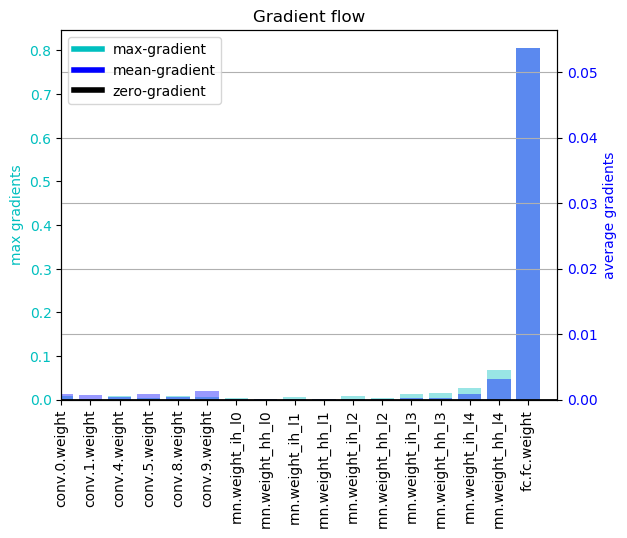 Gradient flow
max-gradient
mean-gradient
zero-gradient
0.8
0.7
0.6
0.5
0.4
0.3
0.2
0.1
0.0
max gradients
0.05
0.04
0.03
0.02
0.01
0.00
average gradients
conv.0.weight
conv.1.weight
conv.4.weight
conv.5.weight
conv.8.weight
conv.9.weight
rnn.weight_ih_l0
rnn.weight_hh_l0
rnn.weight_ih_l1
rnn.weight_hh_l1
rnn.weight_ih_l2
rnn.weight_hh_l2
rnn.weight_ih_l3
rnn.weight_hh_l3
rnn.weight_ih_l4
rnn.weight_hh_l4
fc.fc.weight